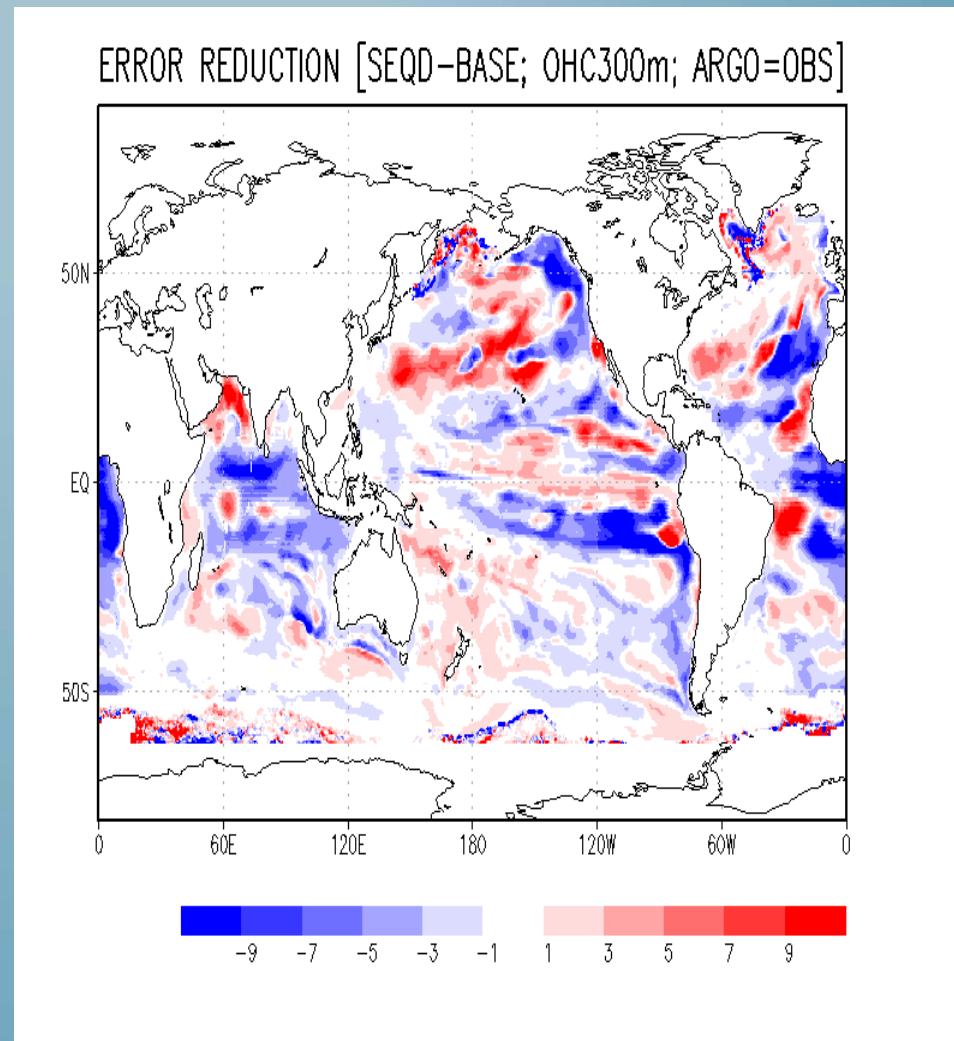 ERROR REDUCTION [SEQD-BASE; OHC300m; ARGO=OBS]
50N
EQ
50S
0 60E 120E 180 120W 60W 0
-9 -7 -5 -3 -1 1 3 5 7 9